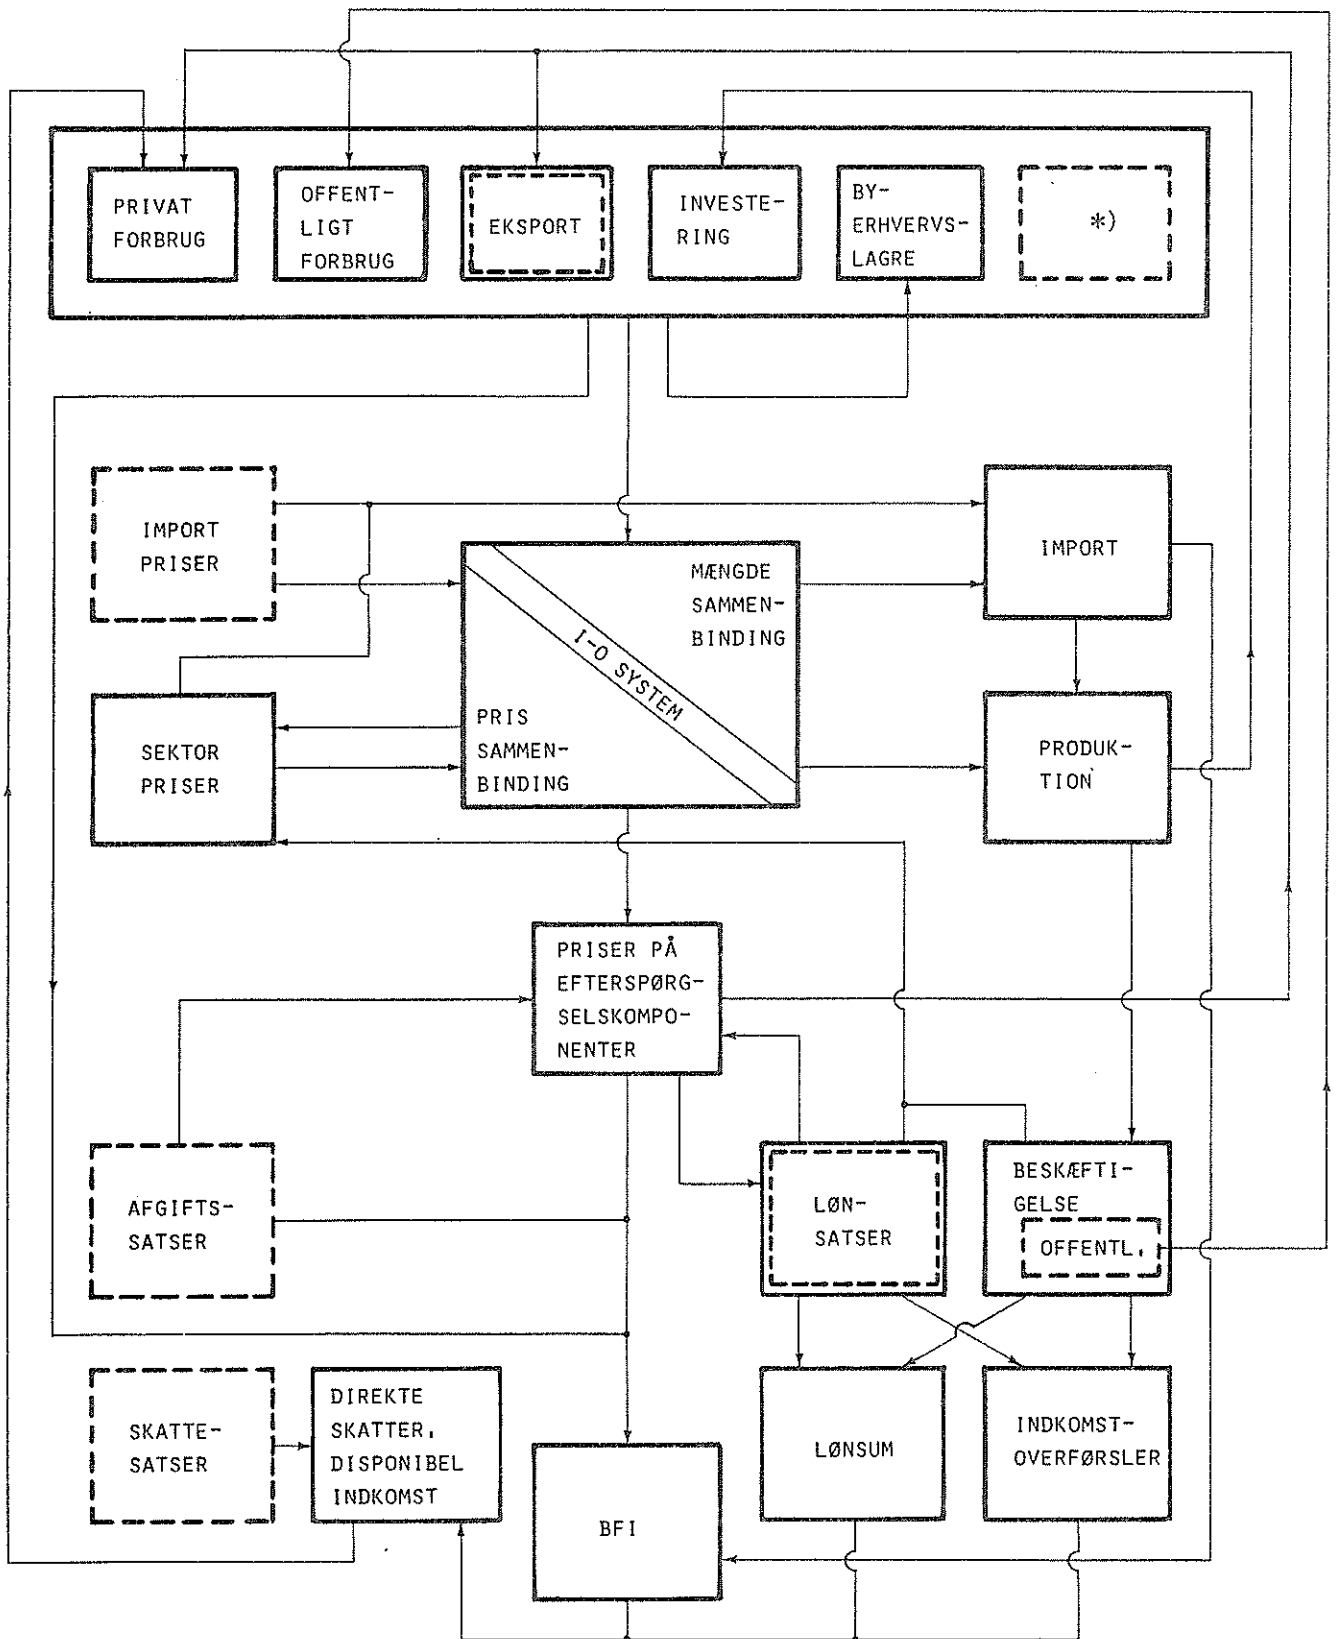 PRIVAT
FORBRUG
OFFENT-
LIGT
FORBRUG
EKSPORT
INVESTE-
RING
BY-
ERHVERVS-
LAGRE
*)
IMPORT
PRISER
IMPORT
MÆNGDE
SAMMEN-
BINDING
I-O SYSTEM
PRIS
SAMMEN-
BINDING
SEKTOR
PRISER
PRODUK-
TION
PRISER PÅ
EFTERSPØRG-
SELSKOMPO-
NENTER
AFGIFTS-
SATSER
LØN-
SATSER
BESKÆFTI-
GELSE
OFFENTL.
SKATTE-
SATSER
DIREKTE
SKATTER,
DISPONIBEL
INDKOMST
BFI
LØNSUM
INDKOMST-
OVERFØRSLER